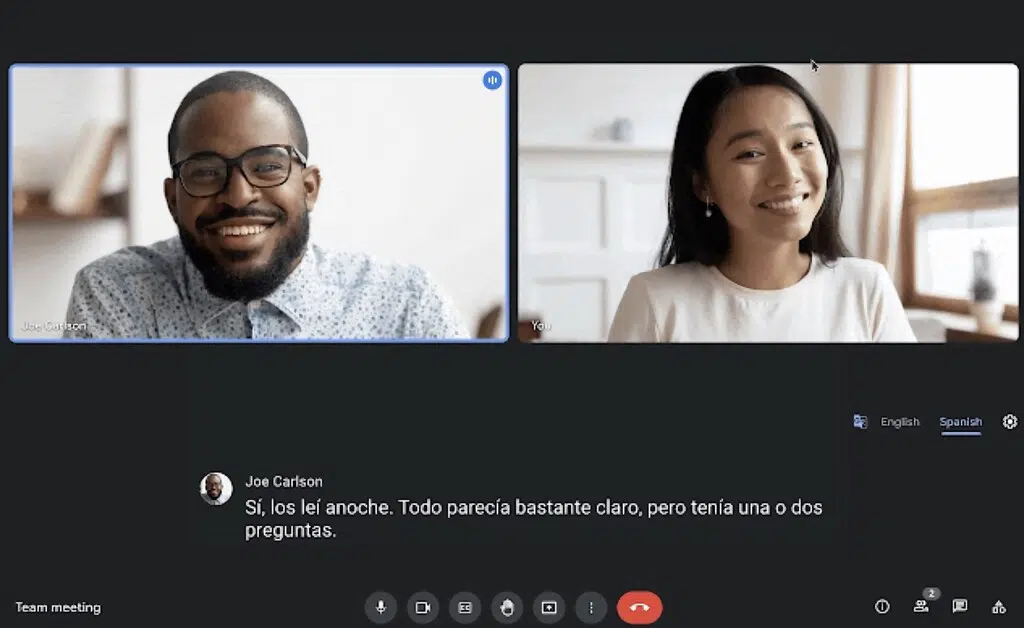 Joe Carlson
You
English Spanish
Joe Carlson
Sí, los leí anoche. Todo parecía bastante claro, pero tenía una o dos
preguntas.
Team meeting
2